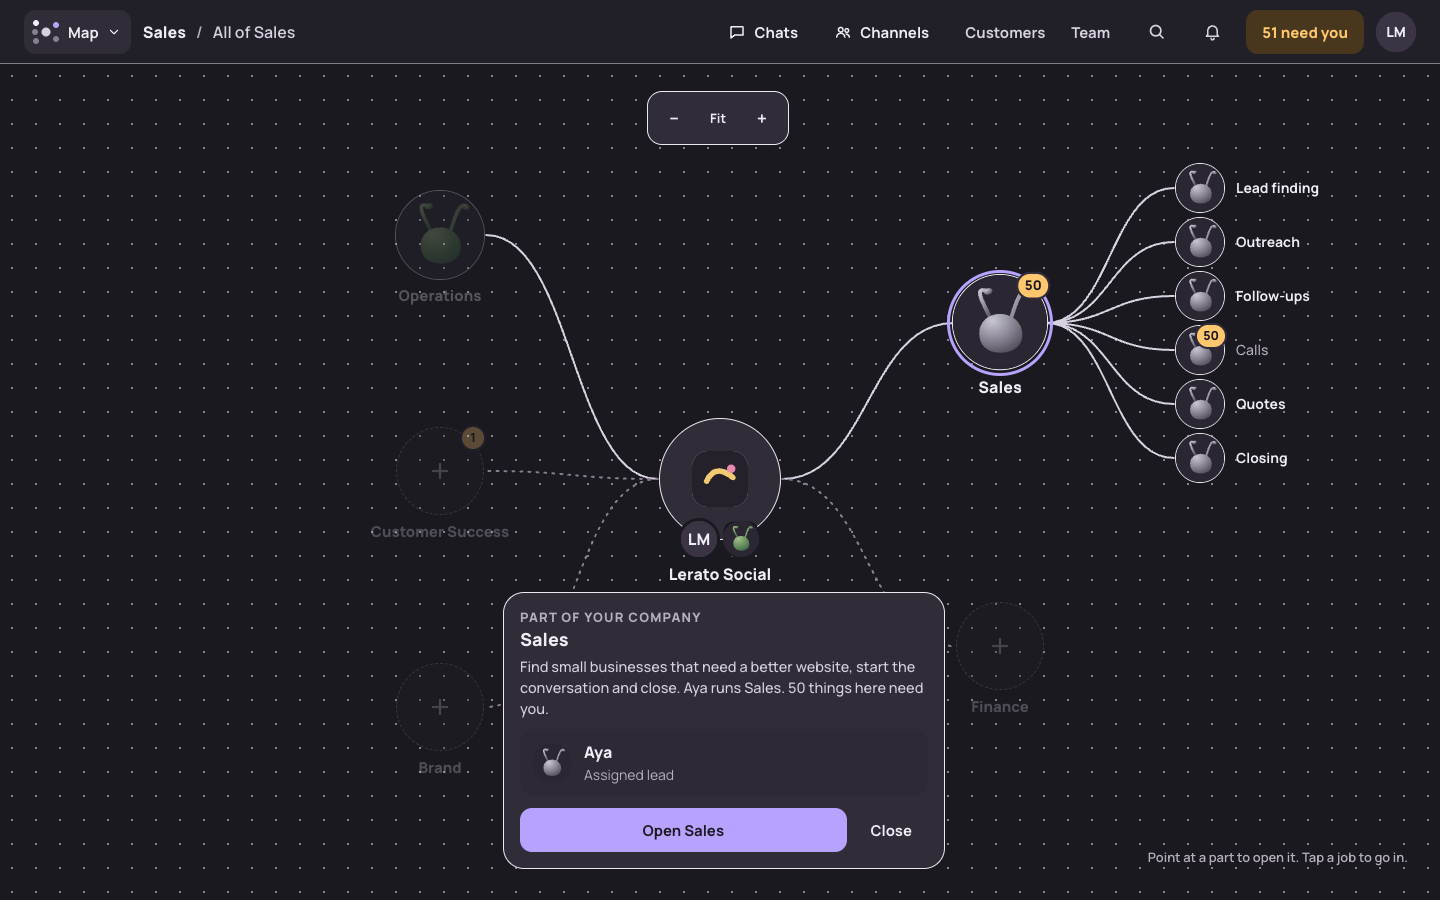 Map
Sales / All of Sales
Chats
Channels
Customers
Team
51 need you
LM
− Fit +
Operations
50
Sales
Lead finding
Outreach
Follow-ups
50
Calls
Quotes
Closing
1
Customer Success
LM
Lerato Social
PART OF YOUR COMPANY
Sales
Find small businesses that need a better website, start the
conversation and close. Aya runs Sales. 50 things here need
you.
Aya
Assigned lead
Open Sales
Close
Brand
Finance
Point at a part to open it. Tap a job to go in.